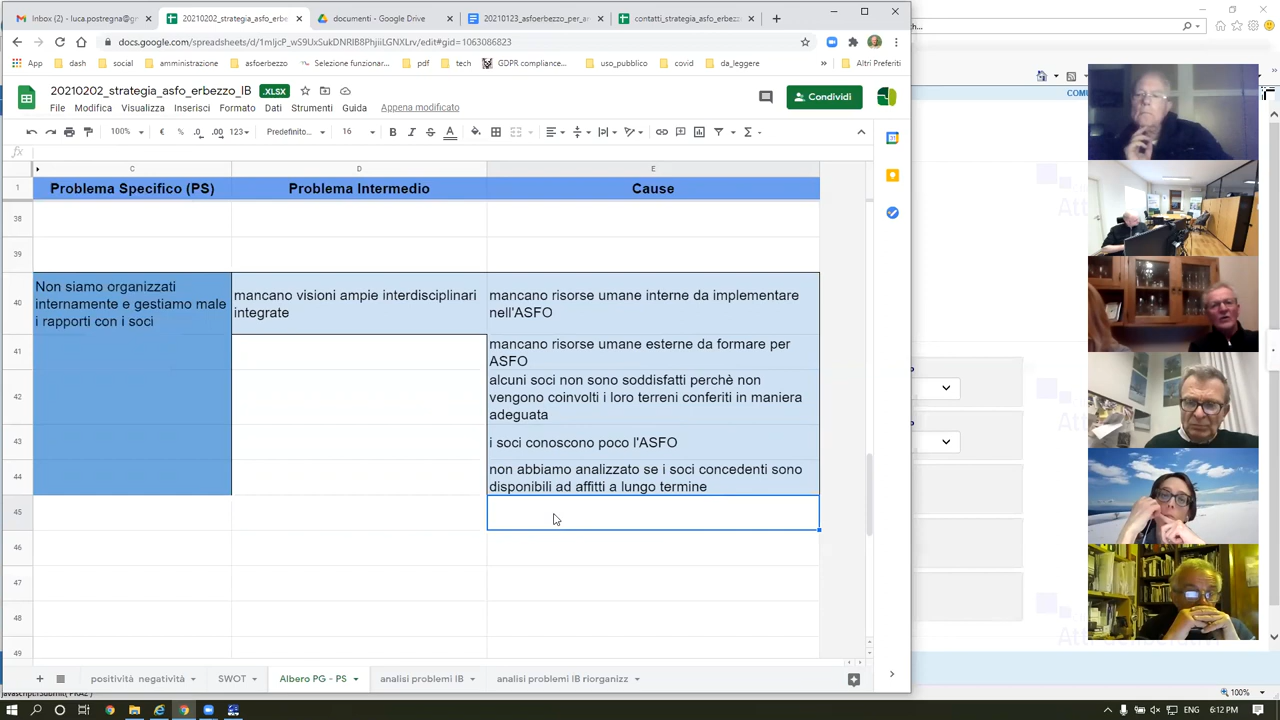 Inbox (2) - luca.postregna@gr
20210202_strategia_asfo_erbe
documenti - Google Drive
20210123_asfoerbezzo_per_av
contatti_strategia_asfo_erbezz
docs.google.com/spreadsheets/d/1mIjcP_wS9UxSukDNRIB8PhjiiLGNXLrv/edit#gid=1063086823
App
dash
social
amministrazione
asfoerbezzo
Selezione funzionar...
pdf
tech
GDPR compliance...
uso_pubblico
covid
da_leggere
»
Altri Preferiti
20210202_strategia_asfo_erbezzo_IB
.XLSX
File
Modifica
Visualizza
Inserisci
Formato
Dati
Strumenti
Guida
Appena modificato
Condividi
100%
€
%
.0
.00
123
Predefinito...
16
B
I
S
A
fx
C
D
E
1
Problema Specifico (PS)
Problema Intermedio
Cause
38
39
40
Non siamo organizzati
internamente e gestiamo male
i rapporti con i soci
mancano visioni ampie interdisciplinari
integrate
mancano risorse umane interne da implementare
nell'ASFO
41
mancano risorse umane esterne da formare per
ASFO
42
alcuni soci non sono soddisfatti perchè non
vengono coinvolti i loro terreni conferiti in maniera
adeguata
43
i soci conoscono poco l'ASFO
44
non abbiamo analizzato se i soci concedenti sono
disponibili ad affitti a lungo termine
45
46
47
48
49
positività negatività
SWOT
Albero PG - PS
analisi problemi IB
analisi problemi IB riorganizz
COMU
100%
ENG
6:12 PM